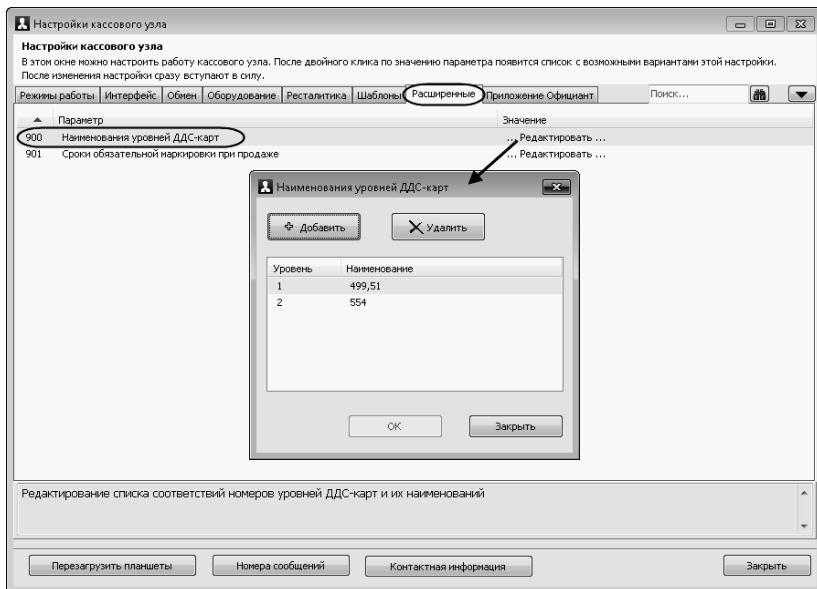 Настройки кассового узла
Настройки кассового узла
В этом окне можно настроить работу кассового узла. После двойного клика по значению параметра появится список с возможными вариантами этой настройки.
После изменения настройки сразу вступают в силу.
Режимы работы Интерфейс Обмен Оборудование Ресталитика Шаблоны Расширенные Приложение Официант Поиск...
Параметр Значение
900 Наименования уровней ДДС-карт ... Редактировать ...
901 Сроки обязательной маркировки при продаже ... Редактировать ...
Наименования уровней ДДС-карт
Добавить Удалить
Уровень Наименование
1 499,51
2 554
ОК Закрыть
Редактирование списка соответствий номеров уровней ДДС-карт и их наименований
Перезагрузить планшеты Номера сообщений Контактная информация Закрыть